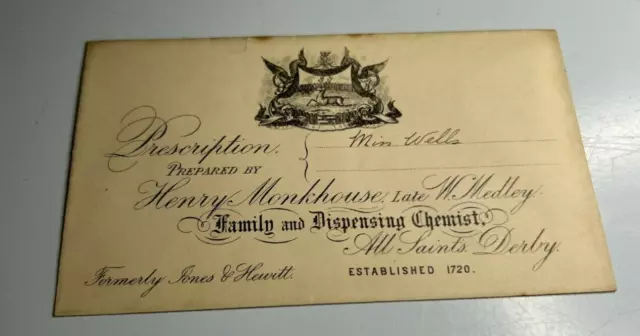 Miss Wells
Prescription.
Prepared by
Henry Monkhouse, Late W. Medley.
Family and Dispensing Chemist,
All Saints Derby.
Formerly Jones & Hewitt.
ESTABLISHED 1720.